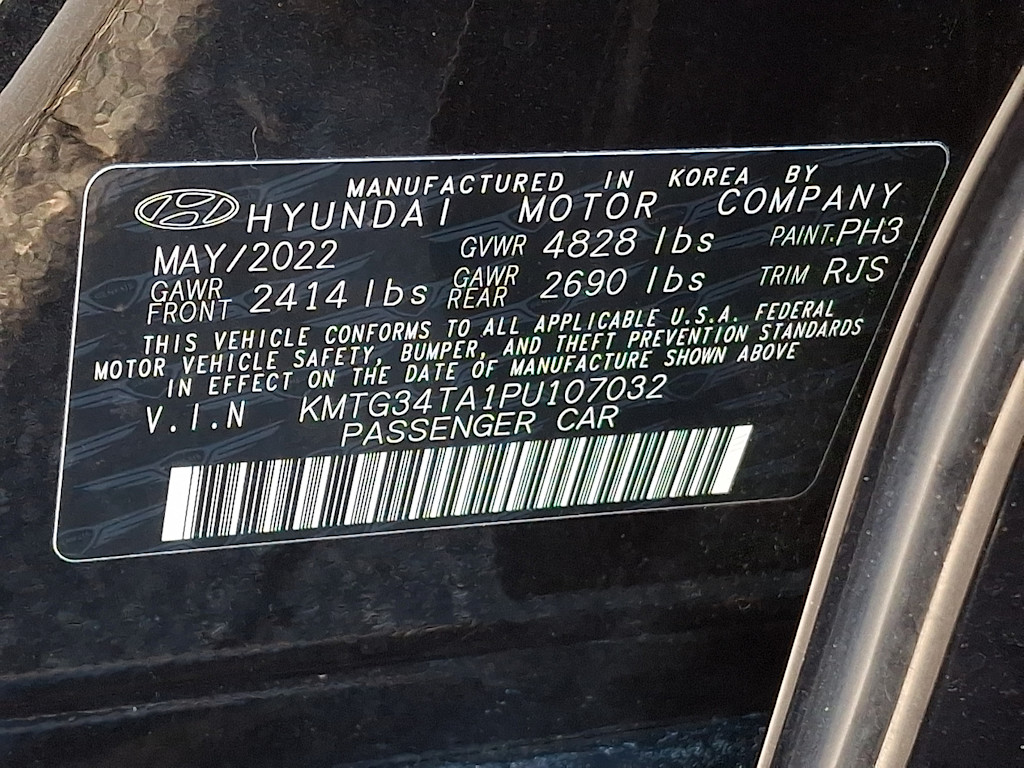 MANUFACTURED IN KOREA BY
HYUNDAI MOTOR COMPANY
MAY/2022 GVWR 4828 lbs PAINT.PH3
GAWR FRONT 2414 lbs GAWR REAR 2690 lbs TRIM RJS
THIS VEHICLE CONFORMS TO ALL APPLICABLE U.S.A. FEDERAL
MOTOR VEHICLE SAFETY, BUMPER, AND THEFT PREVENTION STANDARDS
IN EFFECT ON THE DATE OF MANUFACTURE SHOWN ABOVE
V.I.N KMTG34TA1PU107032
PASSENGER CAR